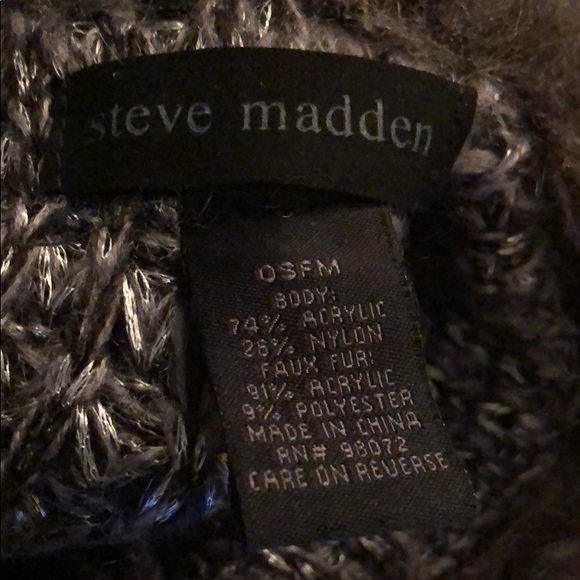 steve madden
OSFM
BODY:
74% ACRYLIC
26% NYLON
FAUX FUR:
91% ACRYLIC
9% POLYESTER
MADE IN CHINA
RN# 98072
CARE ON REVERSE